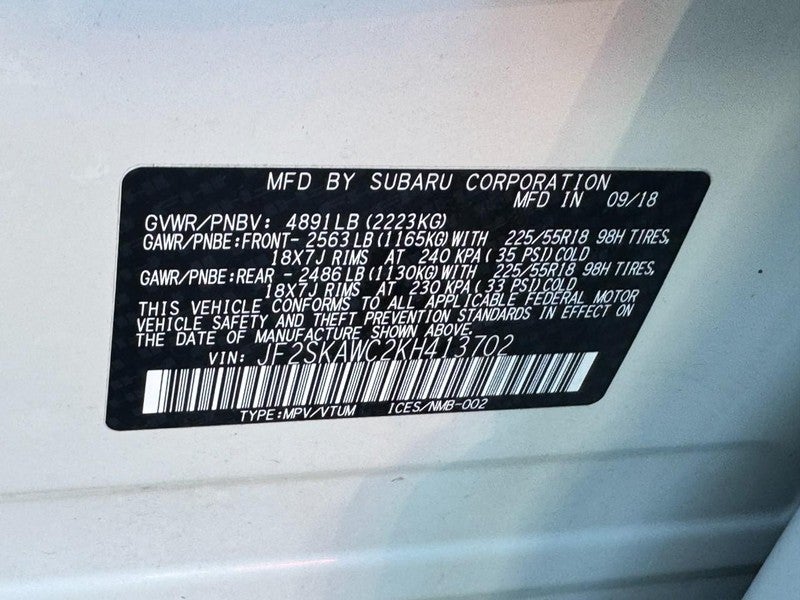 MFD BY SUBARU CORPORATION
MFD IN 09/18
GVWR/PNBV: 4891LB (2223KG)
GAWR/PNBE:FRONT- 2563LB (1165KG) WITH 225/55R18 98H TIRES,
18X7J RIMS AT 240 KPA ( 35 PSI) COLD
GAWR/PNBE:REAR - 2486LB (1130KG) WITH 225/55R18 98H TIRES,
18X7J RIMS AT 230 KPA ( 33 PSI) COLD
THIS VEHICLE CONFORMS TO ALL APPLICABLE FEDERAL MOTOR
VEHICLE SAFETY AND THEFT PREVENTION STANDARDS IN EFFECT ON
THE DATE OF MANUFACTURE SHOWN ABOVE.
VIN: JF2SKAWC2KH413702
TYPE:MPV/VTUM ICES/NMB-002